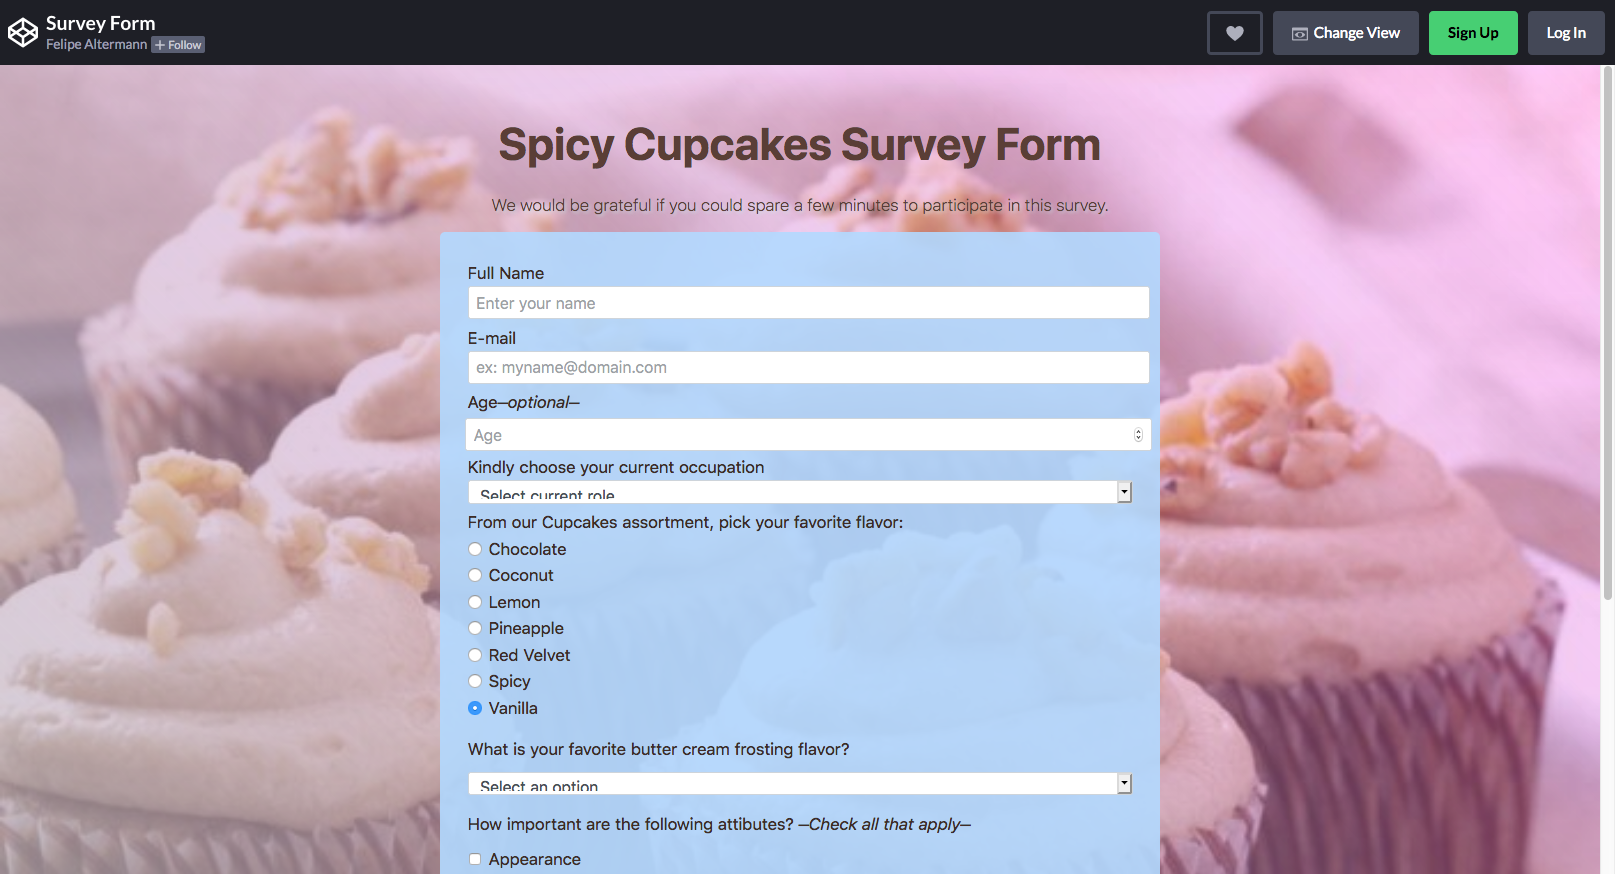 Survey Form
Felipe Altermann + Follow
Change View
Sign Up
Log In
Spicy Cupcakes Survey Form
We would be grateful if you could spare a few minutes to participate in this survey.
Full Name
Enter your name
E-mail
ex: myname@domain.com
Age—optional—
Age
Kindly choose your current occupation
Select current role
From our Cupcakes assortment, pick your favorite flavor:
Chocolate
Coconut
Lemon
Pineapple
Red Velvet
Spicy
Vanilla
What is your favorite butter cream frosting flavor?
Select an option
How important are the following attibutes? —Check all that apply—
Appearance